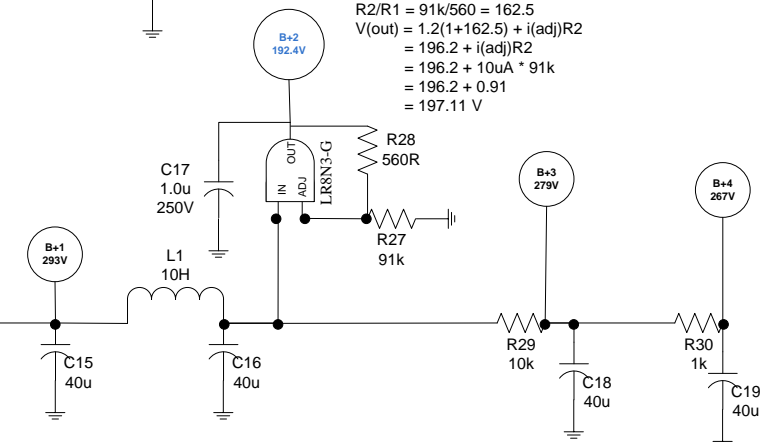 R2/R1 = 91k/560 = 162.5
V(out) = 1.2(1+162.5) + i(adj)R2
= 196.2 + i(adj)R2
= 196.2 + 10uA * 91k
= 196.2 + 0.91
= 197.11 V
B+2
192.4V
R28
560R
OUT
IN
ADJ
LR8N3-G
C17
1.0u
250V
R27
91k
B+3
279V
B+4
267V
B+1
293V
L1
10H
R29
10k
R30
1k
C15
40u
C16
40u
C18
40u
C19
40u